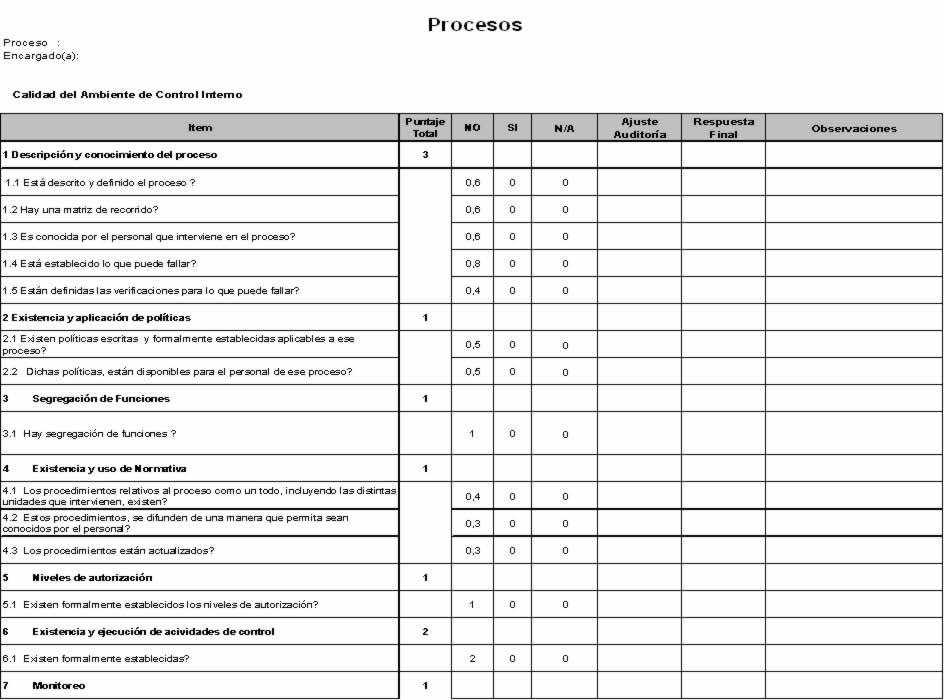 Procesos
Proceso :
Encargado(a):
Calidad del Ambiente de Control Interno
Item Puntaje Total NO SI N/A Ajuste Auditoría Respuesta Final Observaciones
1 Descripción y conocimiento del proceso 3
1.1 Está descrito y definido el proceso ? 0,6 0 0
1.2 Hay una matriz de recorrido? 0,6 0 0
1.3 Es conocida por el personal que interviene en el proceso? 0,6 0 0
1.4 Está establecido lo que puede fallar? 0,8 0 0
1.5 Están definidas las verificaciones para lo que puede fallar? 0,4 0 0
2 Existencia y aplicación de políticas 1
2.1 Existen políticas escritas y formalmente establecidas aplicables a ese
proceso? 0,5 0 0
2.2 Dichas políticas, están disponibles para el personal de ese proceso? 0,5 0 0
3 Segregación de Funciones 1
3.1 Hay segregación de funciones ? 1 0 0
4 Existencia y uso de Normativa 1
4.1 Los procedimientos relativos al proceso como un todo, incluyendo las distintas
unidades que intervienen, existen? 0,4 0 0
4.2 Estos procedimientos, se difunden de una manera que permita sean
conocidos por el personal? 0,3 0 0
4.3 Los procedimientos están actualizados? 0,3 0 0
5 Niveles de autorización 1
5.1 Existen formalmente establecidos los niveles de autorización? 1 0 0
6 Existencia y ejecución de acividades de control 2
6.1 Existen formalmente establecidas? 2 0 0
7 Monitoreo 1